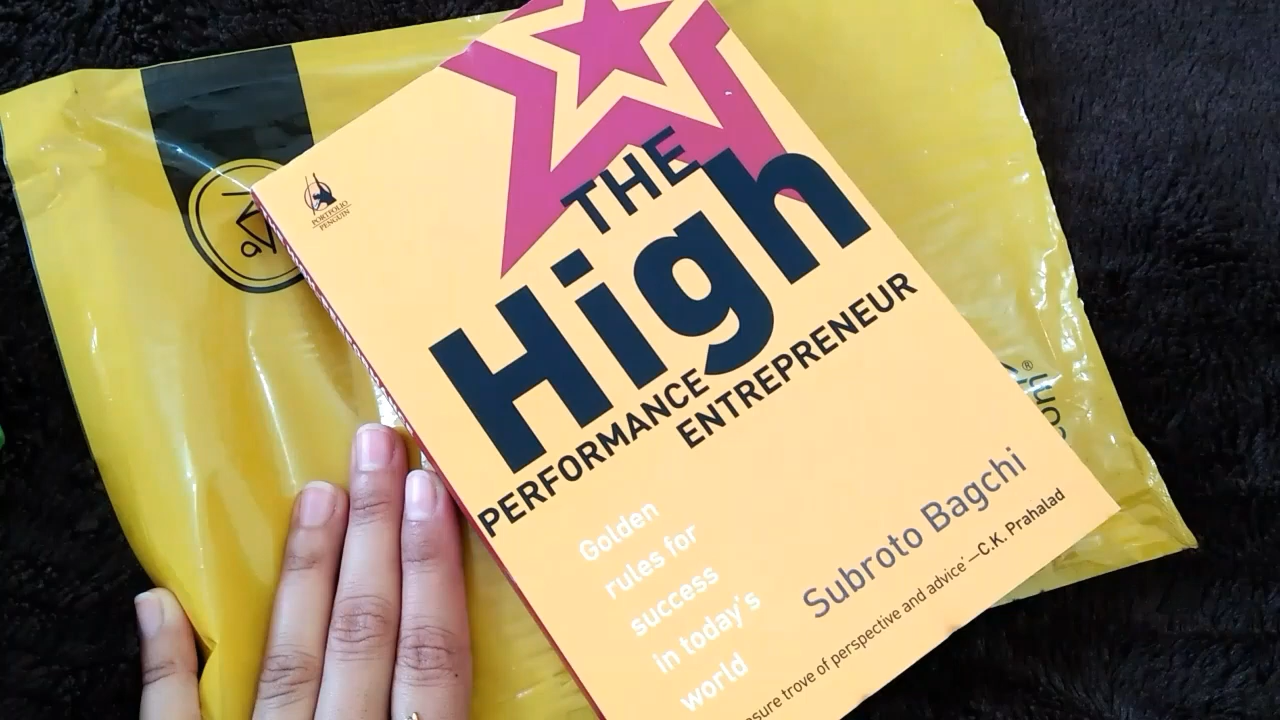 PORTFOLIO
PENGUIN
THE
High
PERFORMANCE
ENTREPRENEUR
Golden
rules for
success
in today's
world
Subroto Bagchi
trove of perspective and advice'—C.K. Prahalad